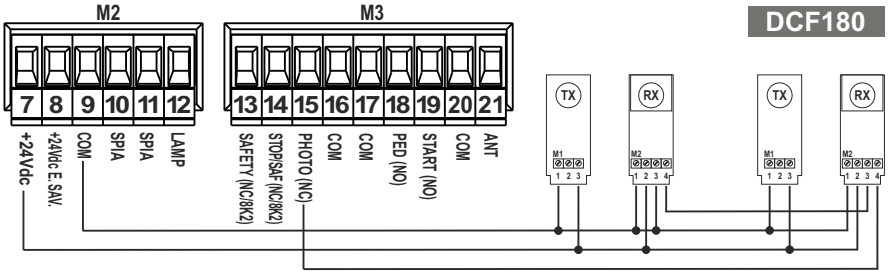 M2 M3 DCF180
TX RX TX RX
7 8 9 10 11 12 13 14 15 16 17 18 19 20 21
M1 M2 M1 M2
1 2 3 1 2 3 4 1 2 3 1 2 3 4
+24Vdc
+24Vdc E. SAV.
COM
SPIA
SPIA
LAMP
SAFETY (NC/8K2)
STOP/SAF (NC/8K2)
PHOTO (NC)
COM
COM
PED (NO)
START (NO)
COM
ANT